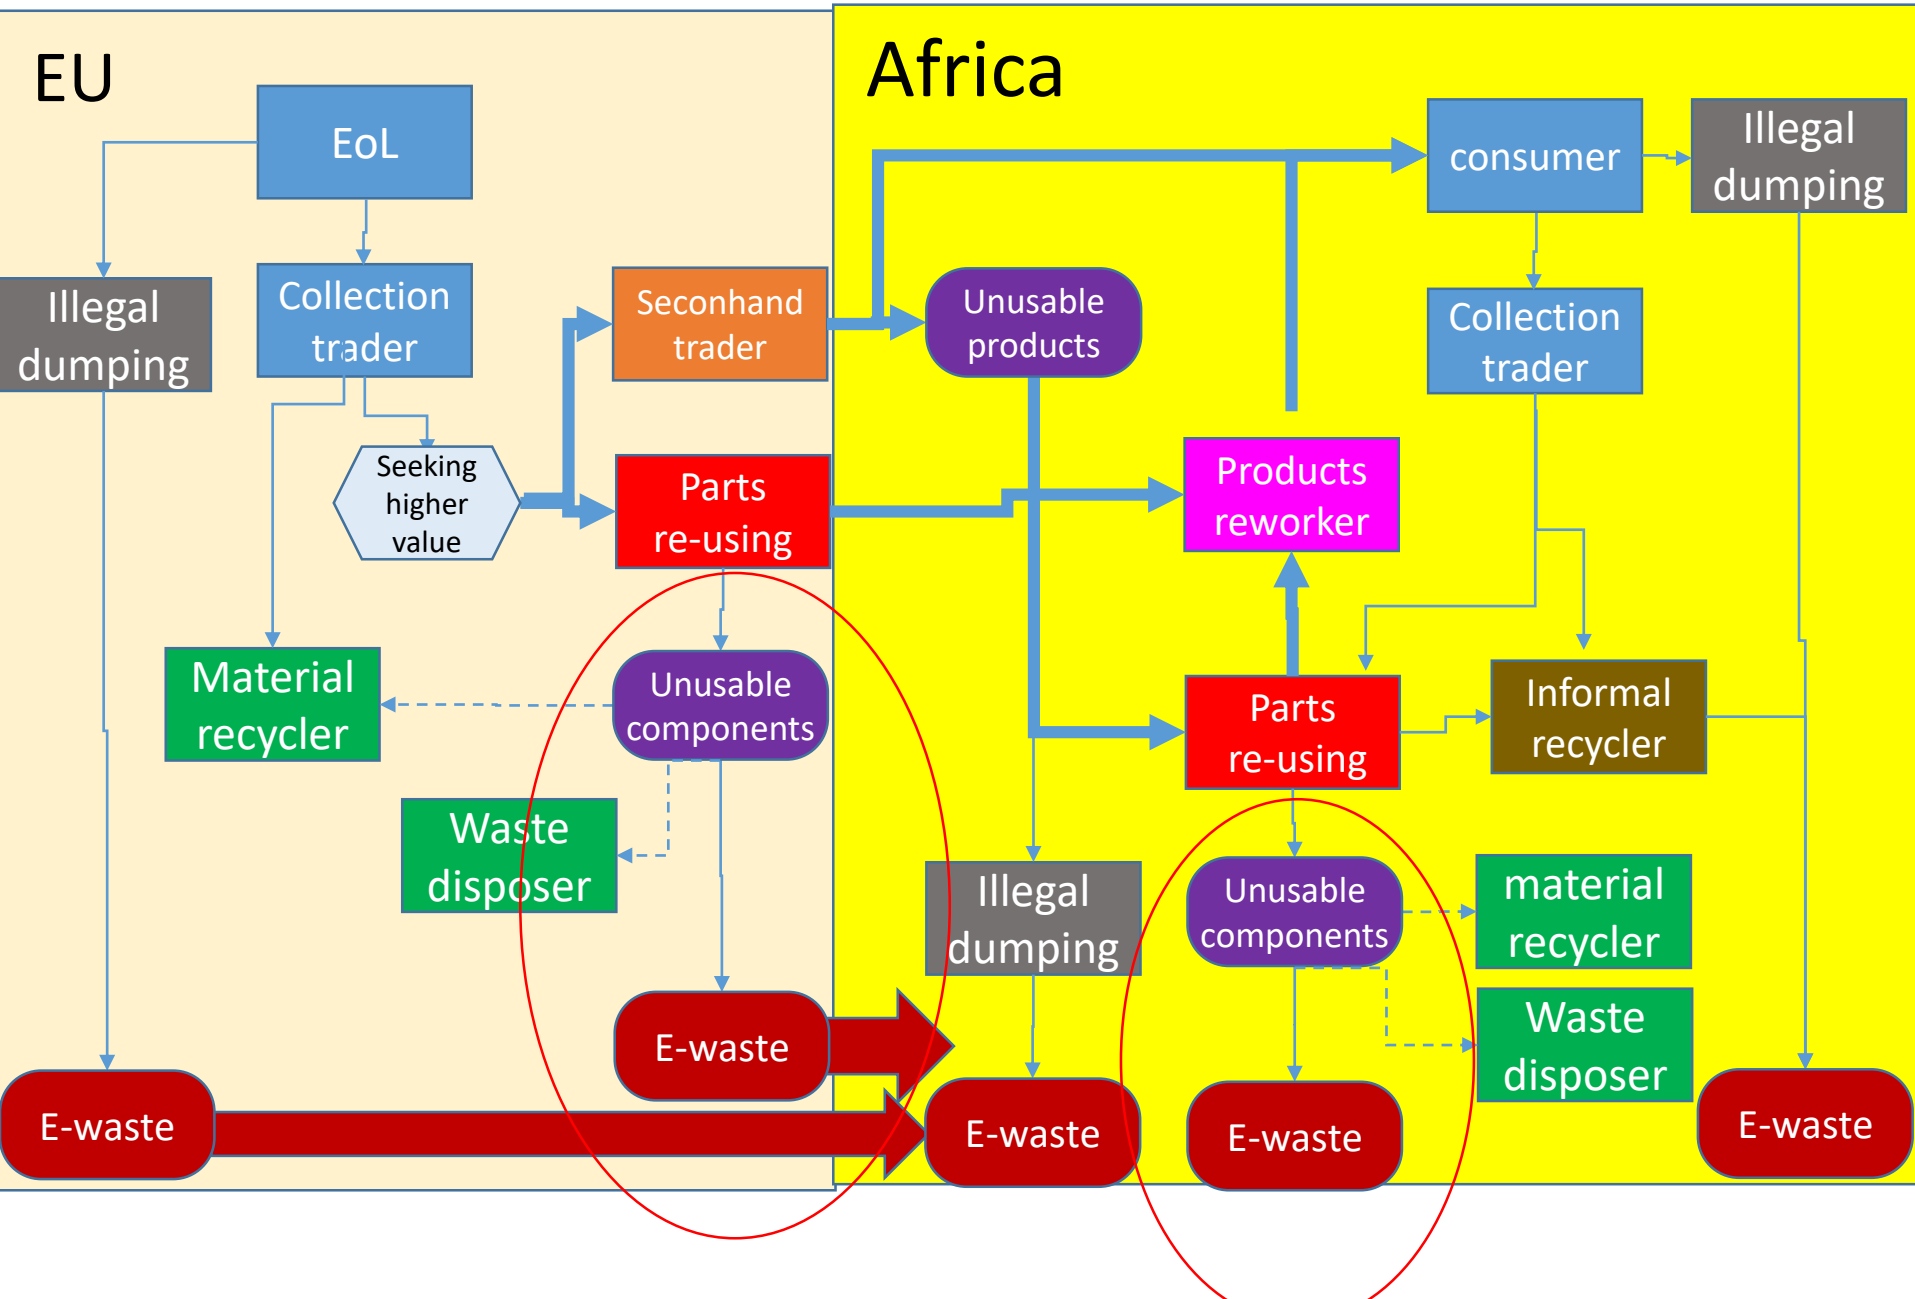 EU
EoL
Illegal
dumping
Collection
trader
Seconhand
trader
Seeking
higher
value
Parts
re-using
Material
recycler
Unusable
components
Waste
disposer
E-waste
E-waste
Africa
consumer
Illegal
dumping
Unusable
products
Collection
trader
Products
reworker
Parts
re-using
Informal
recycler
Illegal
dumping
Unusable
components
material
recycler
Waste
disposer
E-waste
E-waste
E-waste